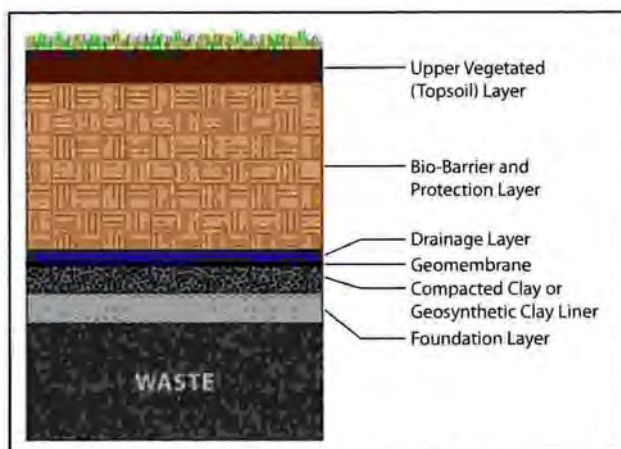 Upper Vegetated
(Topsoil) Layer
Bio-Barrier and
Protection Layer
Drainage Layer
Geomembrane
Compacted Clay or
Geosynthetic Clay Liner
Foundation Layer
WASTE